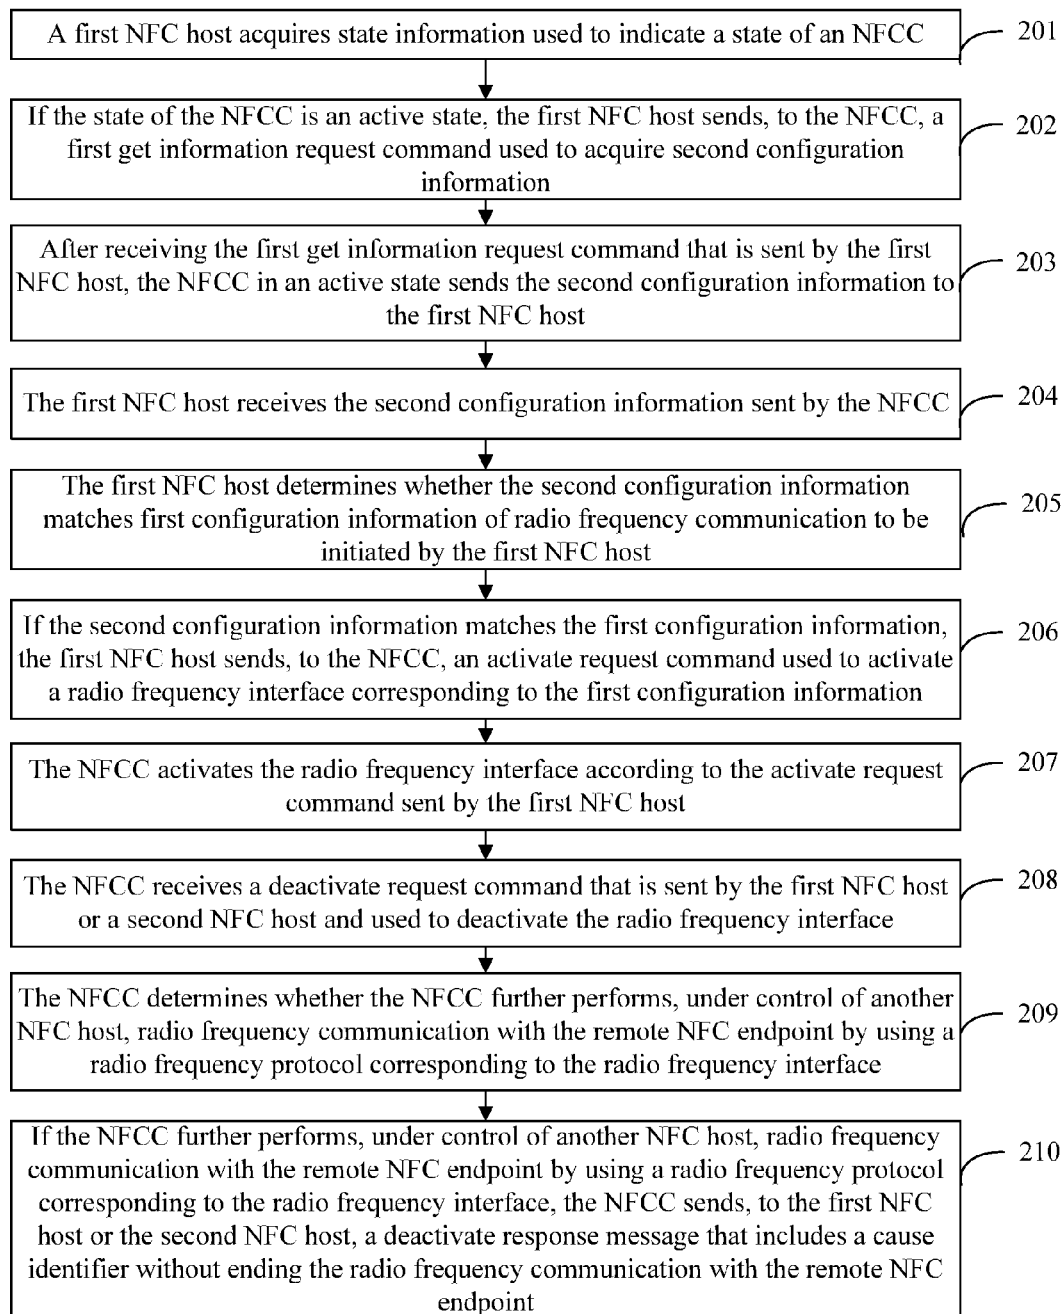 A first NFC host acquires state information used to indicate a state of an NFCC
201
If the state of the NFCC is an active state, the first NFC host sends, to the NFCC, a
first get information request command used to acquire second configuration
information
202
After receiving the first get information request command that is sent by the first
NFC host, the NFCC in an active state sends the second configuration information to
the first NFC host
203
The first NFC host receives the second configuration information sent by the NFCC
204
The first NFC host determines whether the second configuration information
matches first configuration information of radio frequency communication to be
initiated by the first NFC host
205
If the second configuration information matches the first configuration information,
the first NFC host sends, to the NFCC, an activate request command used to activate
a radio frequency interface corresponding to the first configuration information
206
The NFCC activates the radio frequency interface according to the activate request
command sent by the first NFC host
207
The NFCC receives a deactivate request command that is sent by the first NFC host
or a second NFC host and used to deactivate the radio frequency interface
208
The NFCC determines whether the NFCC further performs, under control of another
NFC host, radio frequency communication with the remote NFC endpoint by using a
radio frequency protocol corresponding to the radio frequency interface
209
If the NFCC further performs, under control of another NFC host, radio frequency
communication with the remote NFC endpoint by using a radio frequency protocol
corresponding to the radio frequency interface, the NFCC sends, to the first NFC
host or the second NFC host, a deactivate response message that includes a cause
identifier without ending the radio frequency communication with the remote NFC
endpoint
210